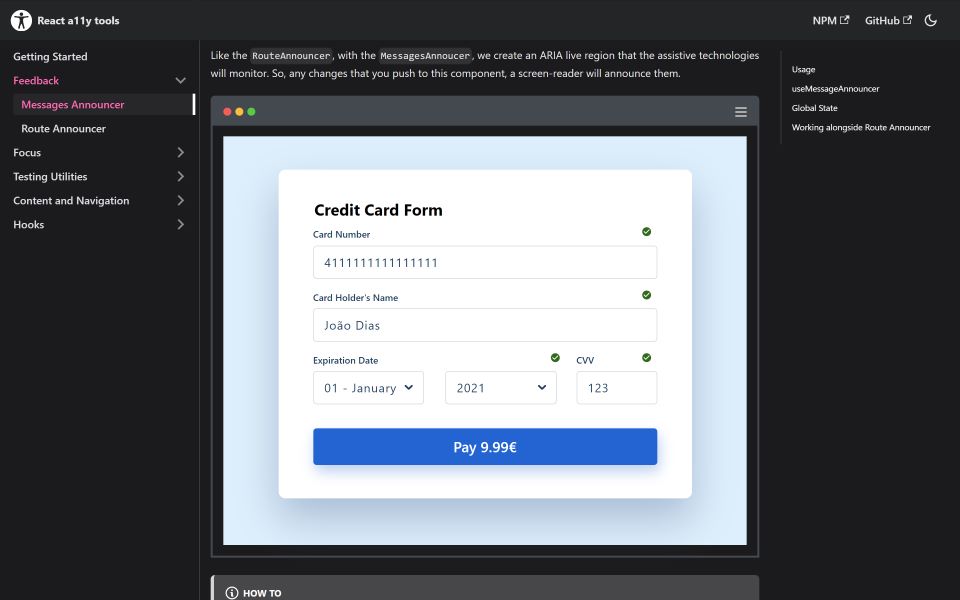 React a11y tools
NPM
GitHub
Getting Started
Feedback
Messages Announcer
Route Announcer
Focus
Testing Utilities
Content and Navigation
Hooks
Like the RouteAnnouncer, with the MessagesAnnoucer, we create an ARIA live region that the assistive technologies
will monitor. So, any changes that you push to this component, a screen-reader will announce them.
Credit Card Form
Card Number
4111111111111111
Card Holder's Name
João Dias
Expiration Date
CVV
01 - January
2021
123
Pay 9.99€
HOW TO
Usage
useMessageAnnouncer
Global State
Working alongside Route Announcer